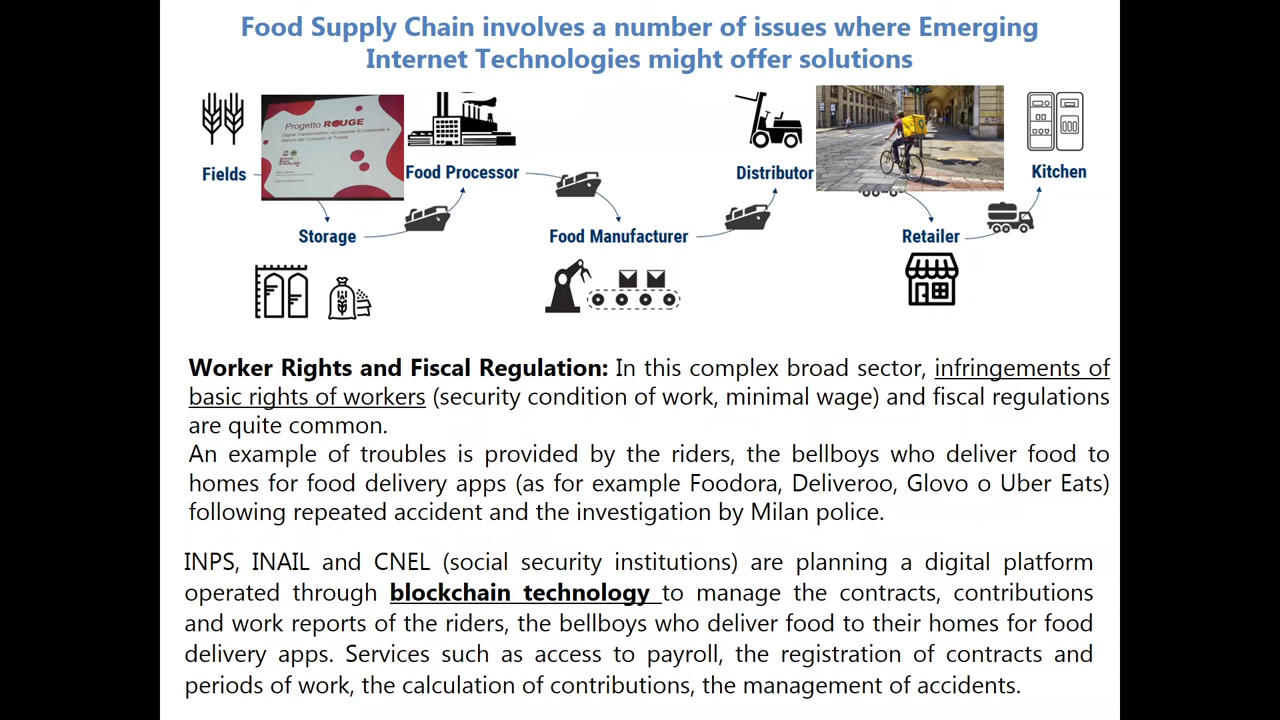 Food Supply Chain involves a number of issues where Emerging
Internet Technologies might offer solutions
Progetto ROUGE
Fields
Food Processor
Distributor
Kitchen
Storage
Food Manufacturer
Retailer
Worker Rights and Fiscal Regulation: In this complex broad sector, infringements of
basic rights of workers (security condition of work, minimal wage) and fiscal regulations
are quite common.
An example of troubles is provided by the riders, the bellboys who deliver food to
homes for food delivery apps (as for example Foodora, Deliveroo, Glovo o Uber Eats)
following repeated accident and the investigation by Milan police.
INPS, INAIL and CNEL (social security institutions) are planning a digital platform
operated through blockchain technology to manage the contracts, contributions
and work reports of the riders, the bellboys who deliver food to their homes for food
delivery apps. Services such as access to payroll, the registration of contracts and
periods of work, the calculation of contributions, the management of accidents.